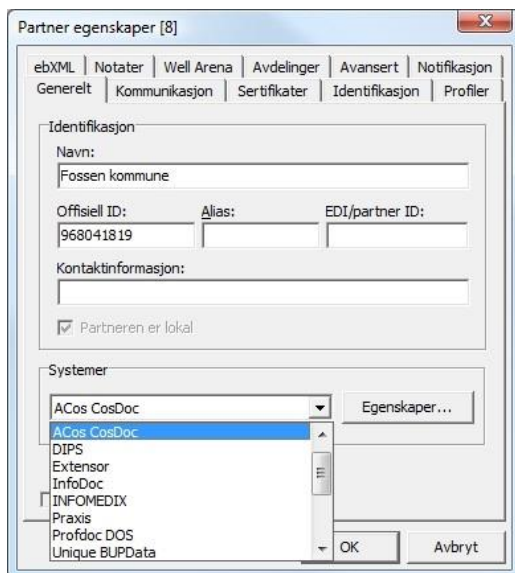 Partner egenskaper [8]
ebXML Notater Well Arena Avdelinger Avansert Notifikasjon
Generelt Kommunikasjon Sertifikater Identifikasjon Profiler
Identifikasjon
Navn:
Fossen kommune
Offisiell ID: Alias: EDI/partner ID:
968041819
Kontaktinformasjon:
Partneren er lokal
Systemer
ACos CosDoc Egenskaper...
ACos CosDoc
DIPS
Extensor
InfoDoc
INFOMEDIX
Praxis
Profdoc DOS
Unique BUPData
OK Avbryt